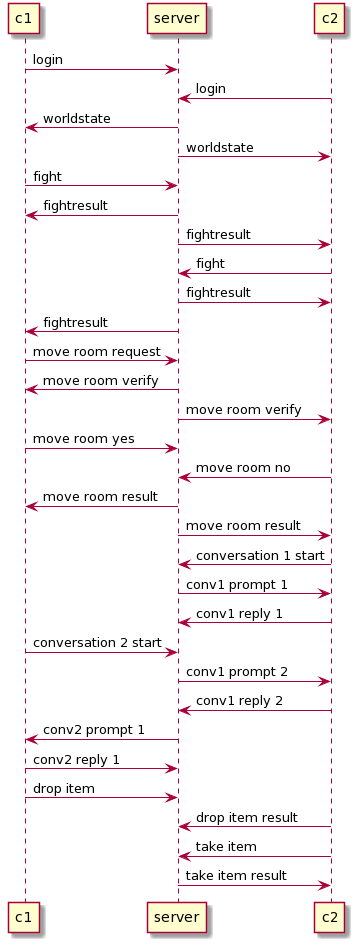 c1 server c2
login
login
worldstate
worldstate
fight
fightresult
fightresult
fight
fightresult
fightresult
move room request
move room verify
move room verify
move room yes
move room no
move room result
move room result
conversation 1 start
conv1 prompt 1
conv1 reply 1
conversation 2 start
conv1 prompt 2
conv1 reply 2
conv2 prompt 1
conv2 reply 1
drop item
drop item result
take item
take item result
c1 server c2